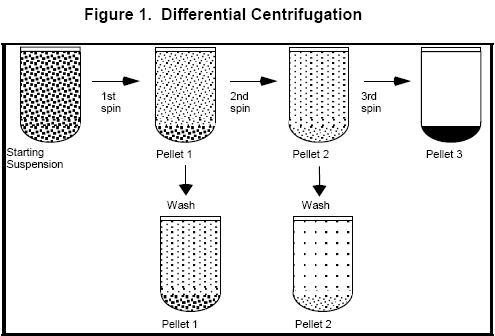 Figure 1.  Differential Centrifugation
1st
spin
2nd
spin
3rd
spin
Starting
Suspension
Pellet 1
Pellet 2
Pellet 3
Wash
Wash
Pellet 1
Pellet 2